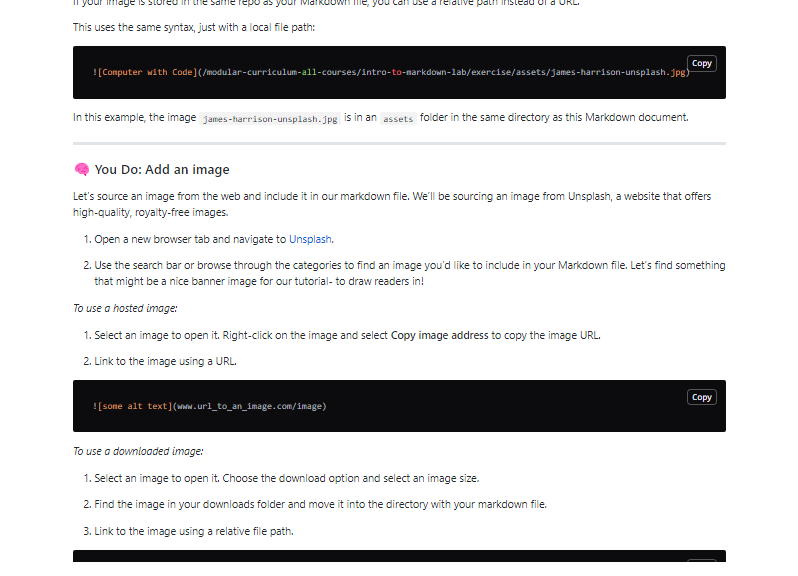 If your image is stored in the same repo as your Markdown file, you can use a relative path instead of a URL.
This uses the same syntax, just with a local file path:
Copy
![Computer with Code](/modular-curriculum-all-courses/intro-to-markdown-lab/exercise/assets/james-harrison-unsplash.jpg)
In this example, the image james-harrison-unsplash.jpg is in an assets folder in the same directory as this Markdown document.
🧠 You Do: Add an image
Let's source an image from the web and include it in our markdown file. We'll be sourcing an image from Unsplash, a website that offers
high-quality, royalty-free images.
1. Open a new browser tab and navigate to Unsplash.
2. Use the search bar or browse through the categories to find an image you'd like to include in your Markdown file. Let's find something
that might be a nice banner image for our tutorial- to draw readers in!
To use a hosted image:
1. Select an image to open it. Right-click on the image and select Copy image address to copy the image URL.
2. Link to the image using a URL.
Copy
![some alt text](www.url_to_an_image.com/image)
To use a downloaded image:
1. Select an image to open it. Choose the download option and select an image size.
2. Find the image in your downloads folder and move it into the directory with your markdown file.
3. Link to the image using a relative file path.